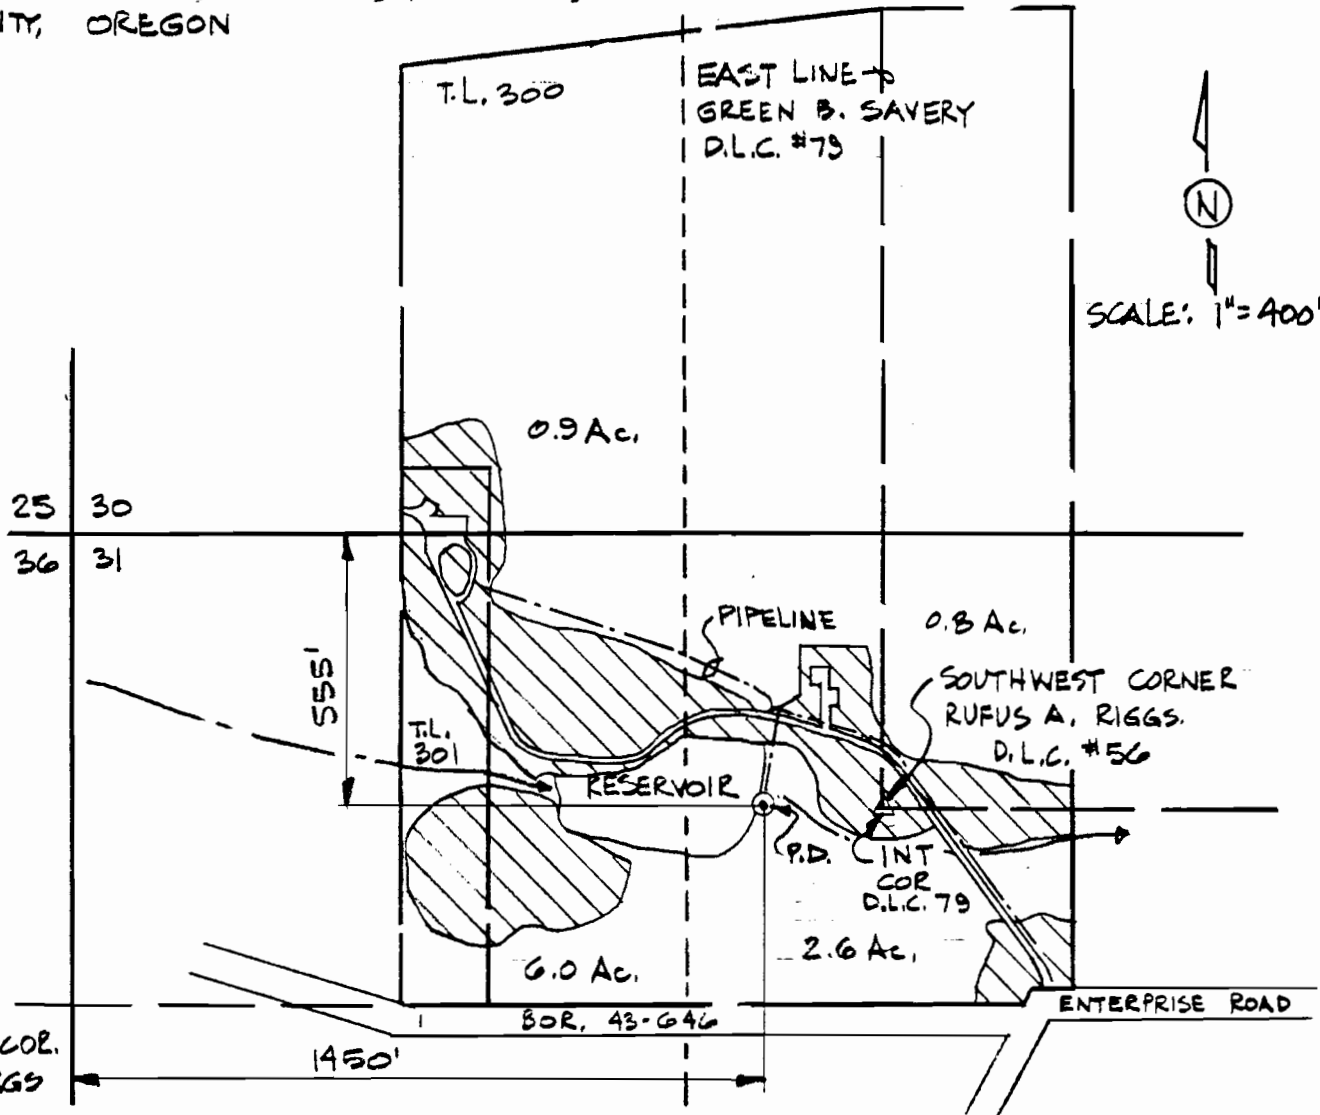 TY, OREGON
T.L. 300
EAST LINE
GREEN B. SAVERY
D.L.C. #79
N
SCALE: 1"=400'
0.9 Ac.
25 30
36 31
555'
PIPELINE
0.8 Ac.
SOUTHWEST CORNER
RUFUS A. RIGGS.
D.L.C. #56
T.L.
301
RESERVOIR
P.D.
INT
COR
D.L.C. 79
2.6 Ac.
6.0 Ac.
BOR. 43-646
ENTERPRISE ROAD
COR.
GGS
1450'